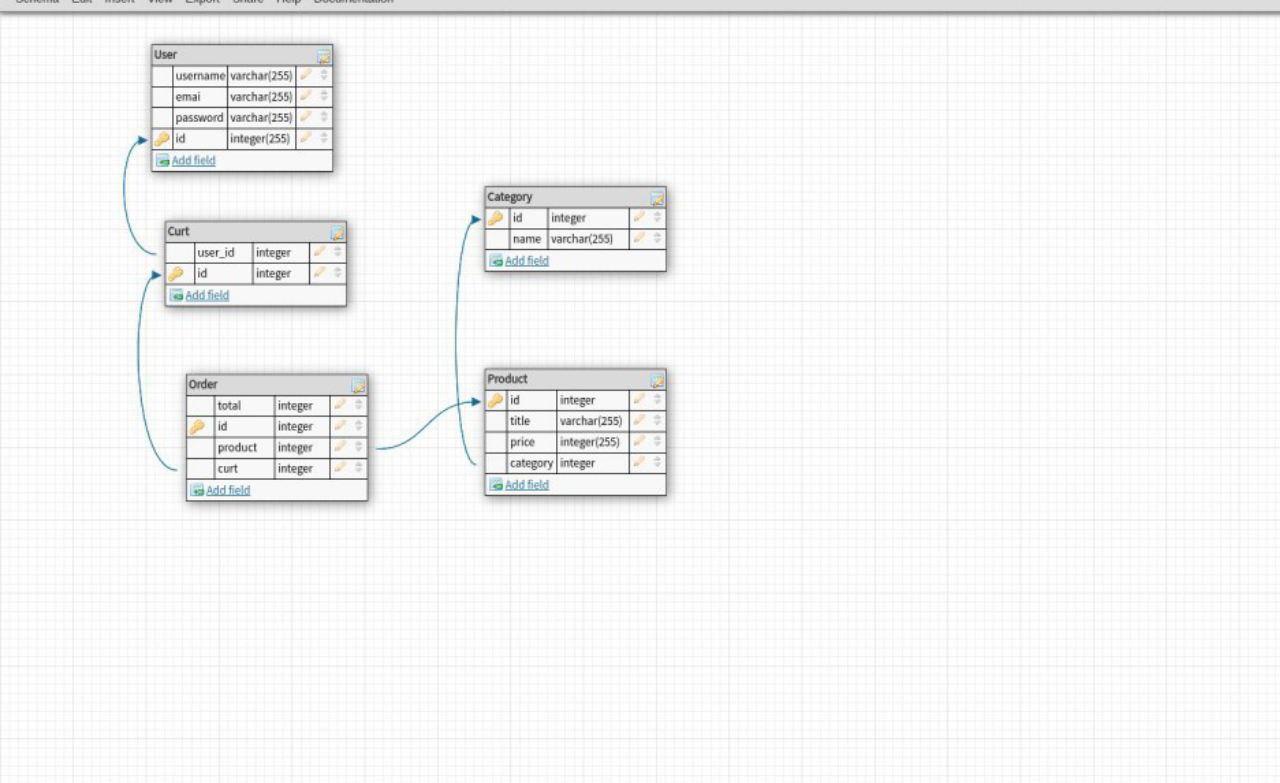 Schema Edit Insert View Export Share Help Documentation
User
username varchar(255)
emai varchar(255)
password varchar(255)
id integer(255)
Add field
Curt
user_id integer
id integer
Add field
Order
total integer
id integer
product integer
curt integer
Add field
Category
id integer
name varchar(255)
Add field
Product
id integer
title varchar(255)
price integer(255)
category integer
Add field